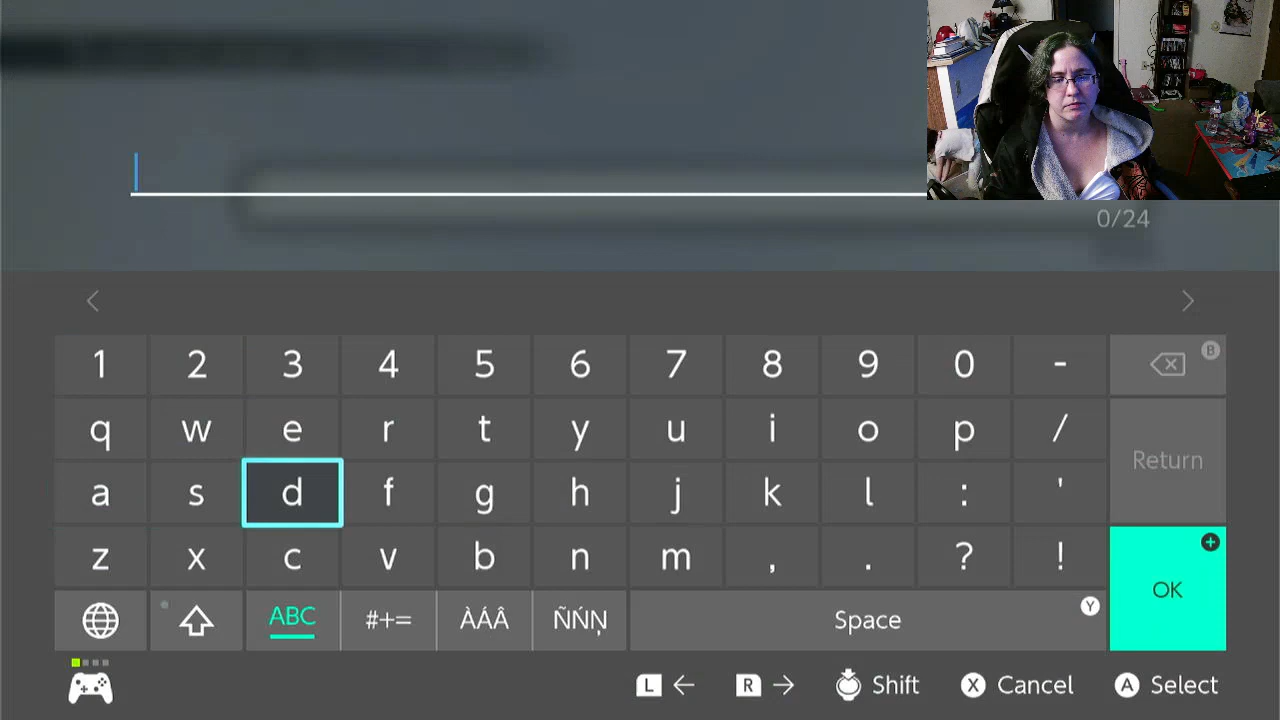 0/24
1 2 3 4 5 6 7 8 9 0 - B
q w e r t y u i o p /
Return
a s d f g h j k l : '
z x c v b n m , . ? ! OK
ABC #+= ÀÁÂ ÑŃŅ Space Y
L ← R → Shift X Cancel A Select